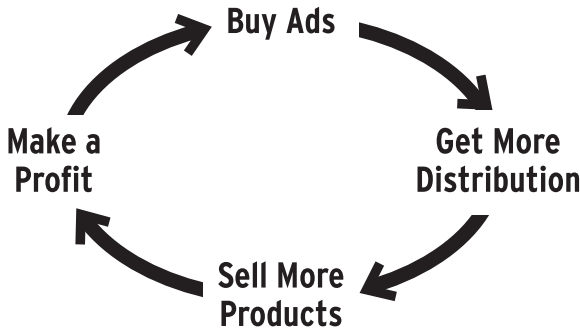 Buy Ads
Get More
Distribution
Sell More
Products
Make a
Profit